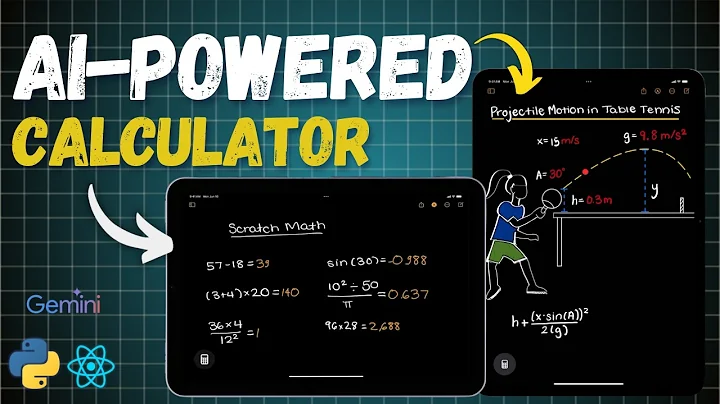 AI-POWERED
CALCULATOR
Gemini
Scratch Math
57-18=39
sin(30)=-0.988
(3+4)×20=140
10² ÷ 50
π
=0.637
36×4
12²
=1
96×28=2,688
Projectile Motion in Table Tennis
x=15m/s
g=9.8 m/s²
A=30°
h=0.3m
y
h+(x·sin(A))²
2(g)